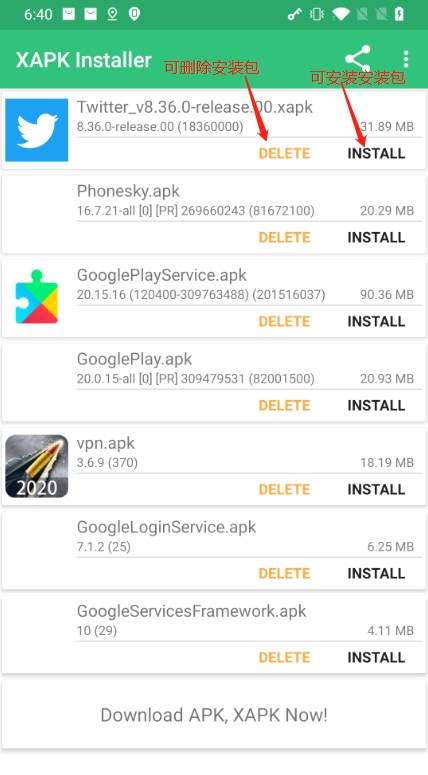 6:40
XAPK Installer
可删除安装包
可安装安装包
Twitter_v8.36.0-release.00.xapk
8.36.0-release.00 (18360000)
31.89 MB
DELETE
INSTALL
Phonesky.apk
16.7.21-all [0] [PR] 269660243 (81672100)
20.29 MB
DELETE
INSTALL
GooglePlayService.apk
20.15.16 (120400-309763488) (201516037)
90.36 MB
DELETE
INSTALL
GooglePlay.apk
20.0.15-all [0] [PR] 309479531 (82001500)
20.93 MB
DELETE
INSTALL
vpn.apk
3.6.9 (370)
18.19 MB
2020
DELETE
INSTALL
GoogleLoginService.apk
7.1.2 (25)
6.25 MB
DELETE
INSTALL
GoogleServicesFramework.apk
10 (29)
4.11 MB
DELETE
INSTALL
Download APK, XAPK Now!